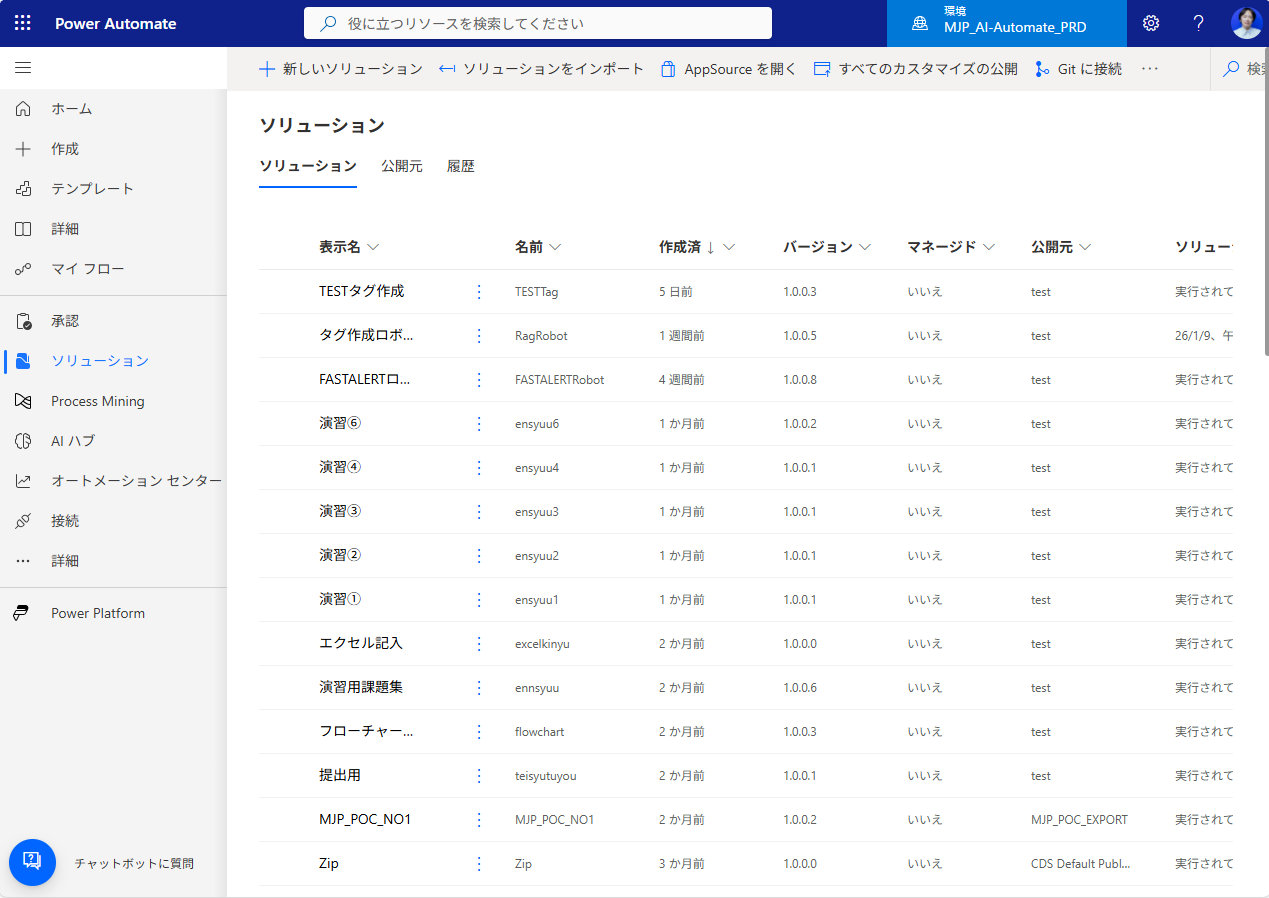 Power Automate
役に立つリソースを検索してください
環境
MJP_AI-Automate_PRD
新しいソリューション ソリューションをインポート AppSource を開く すべてのカスタマイズの公開 Git に接続 ··· 検索
ホーム
作成
テンプレート
詳細
マイ フロー
承認
ソリューション
Process Mining
AI ハブ
オートメーション センター
接続
詳細
Power Platform
チャットボットに質問
ソリューション
ソリューション 公開元 履歴
表示名 名前 作成済 ↓ バージョン マネージド 公開元 ソリュー
TESTタグ作成 TESTTag 5 日前 1.0.0.3 いいえ test 実行されて
タグ作成ロボ... RagRobot 1 週間前 1.0.0.5 いいえ test 26/1/9、午
FASTALERTロ... FASTALERTRobot 4 週間前 1.0.0.8 いいえ test 実行されて
演習⑥ ensyuu6 1 か月前 1.0.0.2 いいえ test 実行されて
演習④ ensyuu4 1 か月前 1.0.0.1 いいえ test 実行されて
演習③ ensyuu3 1 か月前 1.0.0.1 いいえ test 実行されて
演習② ensyuu2 1 か月前 1.0.0.1 いいえ test 実行されて
演習① ensyuu1 1 か月前 1.0.0.1 いいえ test 実行されて
エクセル記入 excelkinyu 2 か月前 1.0.0.0 いいえ test 実行されて
演習用課題集 ennsyuu 2 か月前 1.0.0.6 いいえ test 実行されて
フローチャー... flowchart 2 か月前 1.0.0.3 いいえ test 実行されて
提出用 teisyutuyou 2 か月前 1.0.0.1 いいえ test 実行されて
MJP_POC_NO1 MJP_POC_NO1 2 か月前 1.0.0.2 いいえ MJP_POC_EXPORT 実行されて
Zip Zip 3 か月前 1.0.0.0 いいえ CDS Default Publ... 実行されて